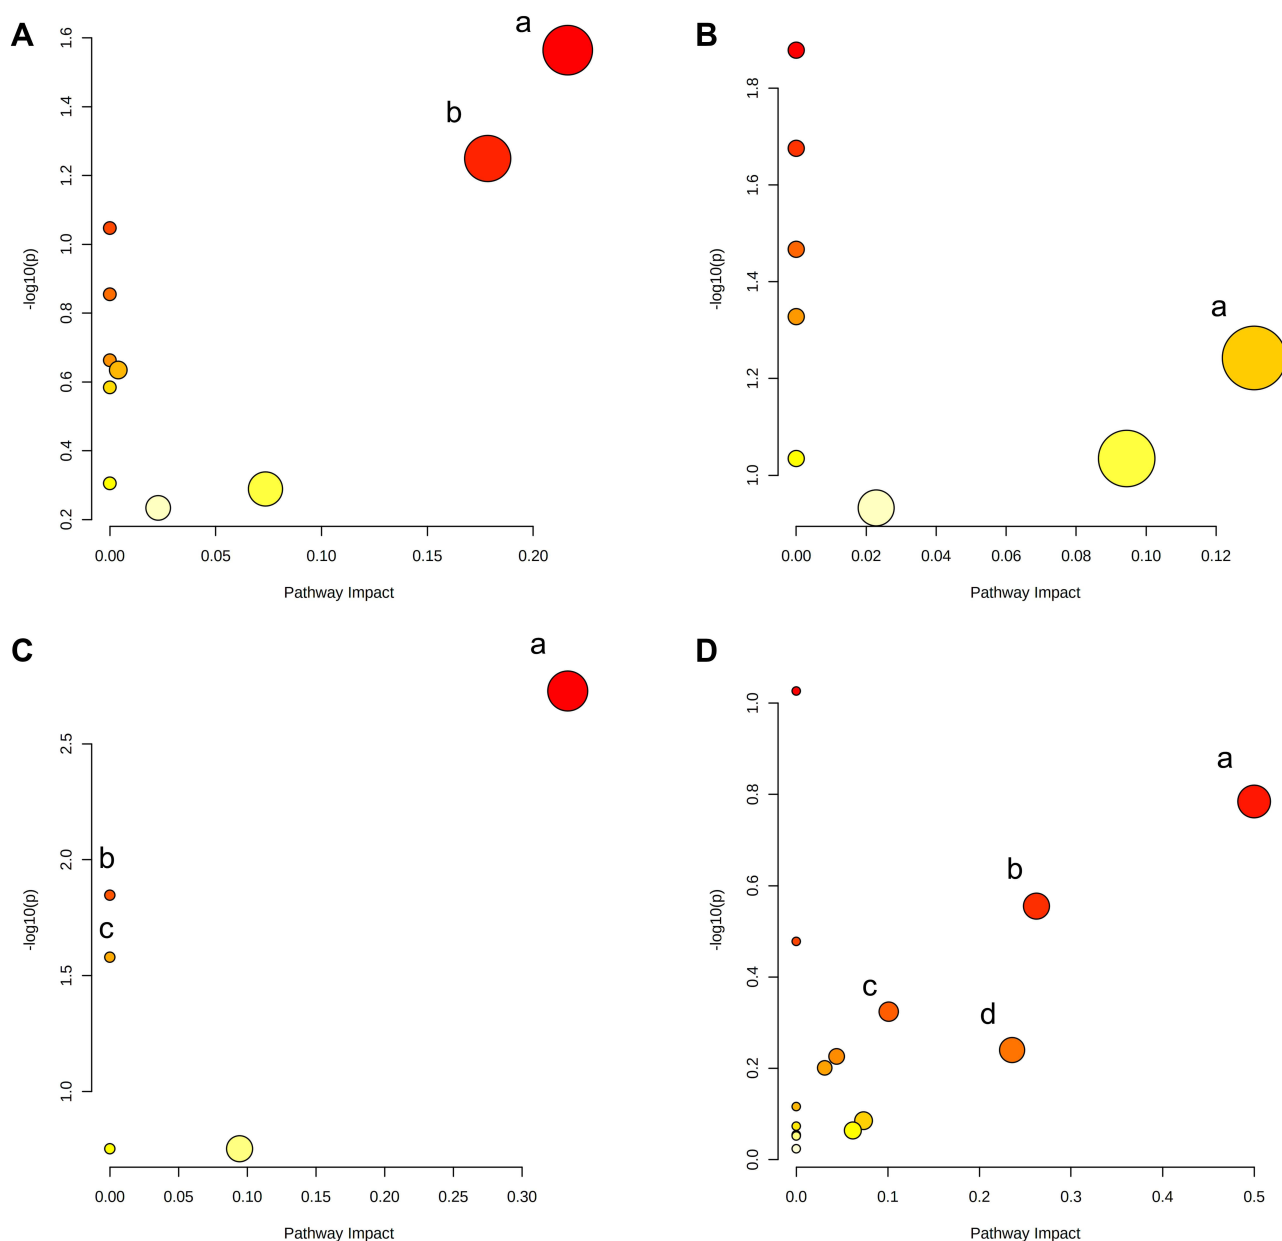 A
a
b
-log10(p)
1.6
1.4
1.2
1.0
0.8
0.6
0.4
0.2
0.00 0.05 0.10 0.15 0.20
Pathway Impact
B
a
-log10(p)
1.8
1.6
1.4
1.2
1.0
0.00 0.02 0.04 0.06 0.08 0.10 0.12
Pathway Impact
C
a
b
c
-log10(p)
2.5
2.0
1.5
1.0
0.00 0.05 0.10 0.15 0.20 0.25 0.30
Pathway Impact
D
a
b
c
d
-log10(p)
1.0
0.8
0.6
0.4
0.2
0.0
0.0 0.1 0.2 0.3 0.4 0.5
Pathway Impact